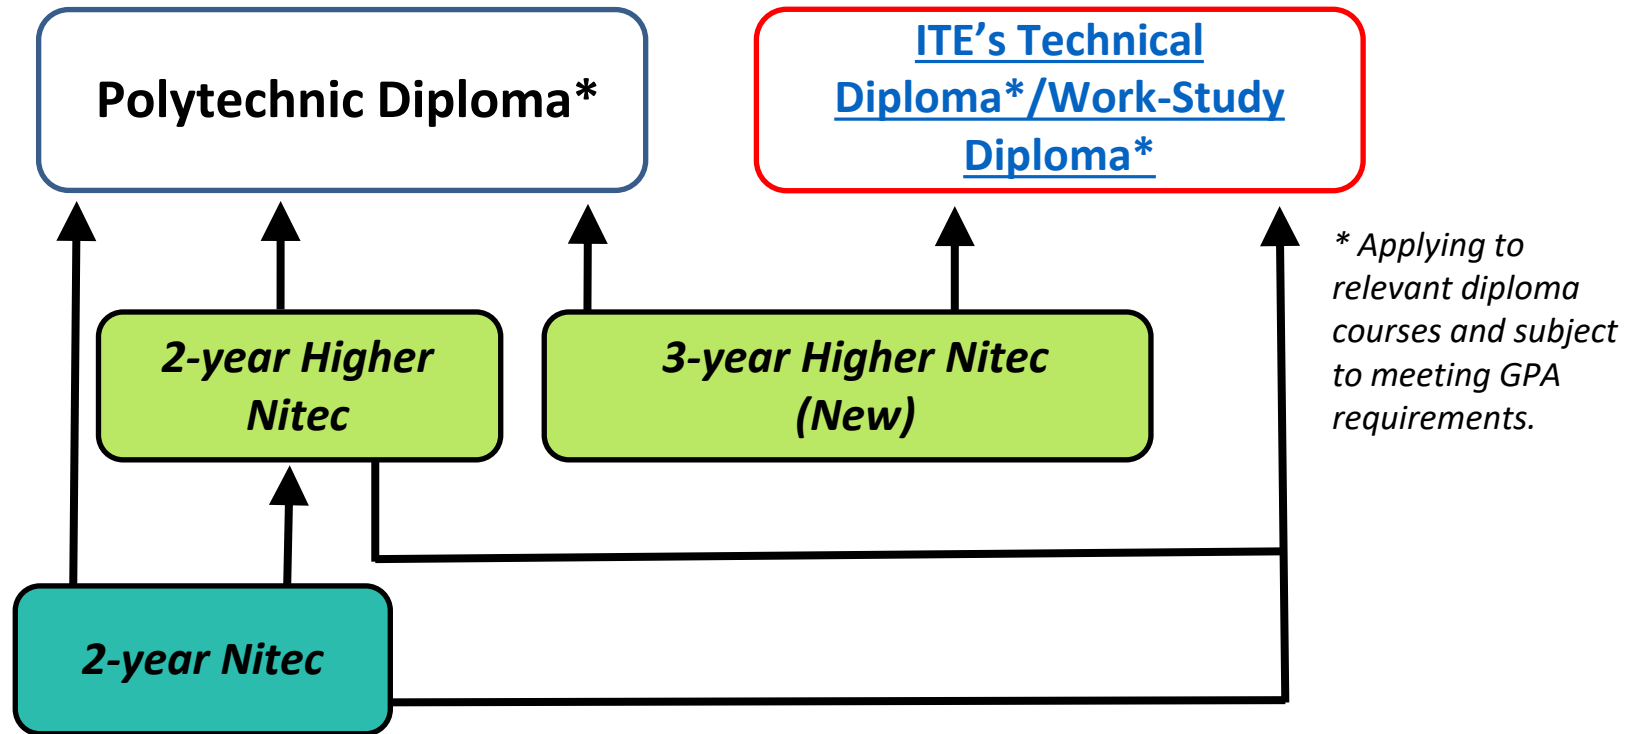 Polytechnic Diploma*
ITE’s Technical
Diploma*/Work-Study
Diploma*
* Applying to
relevant diploma
courses and subject
to meeting GPA
requirements.
2-year Higher
Nitec
3-year Higher Nitec
(New)
2-year Nitec